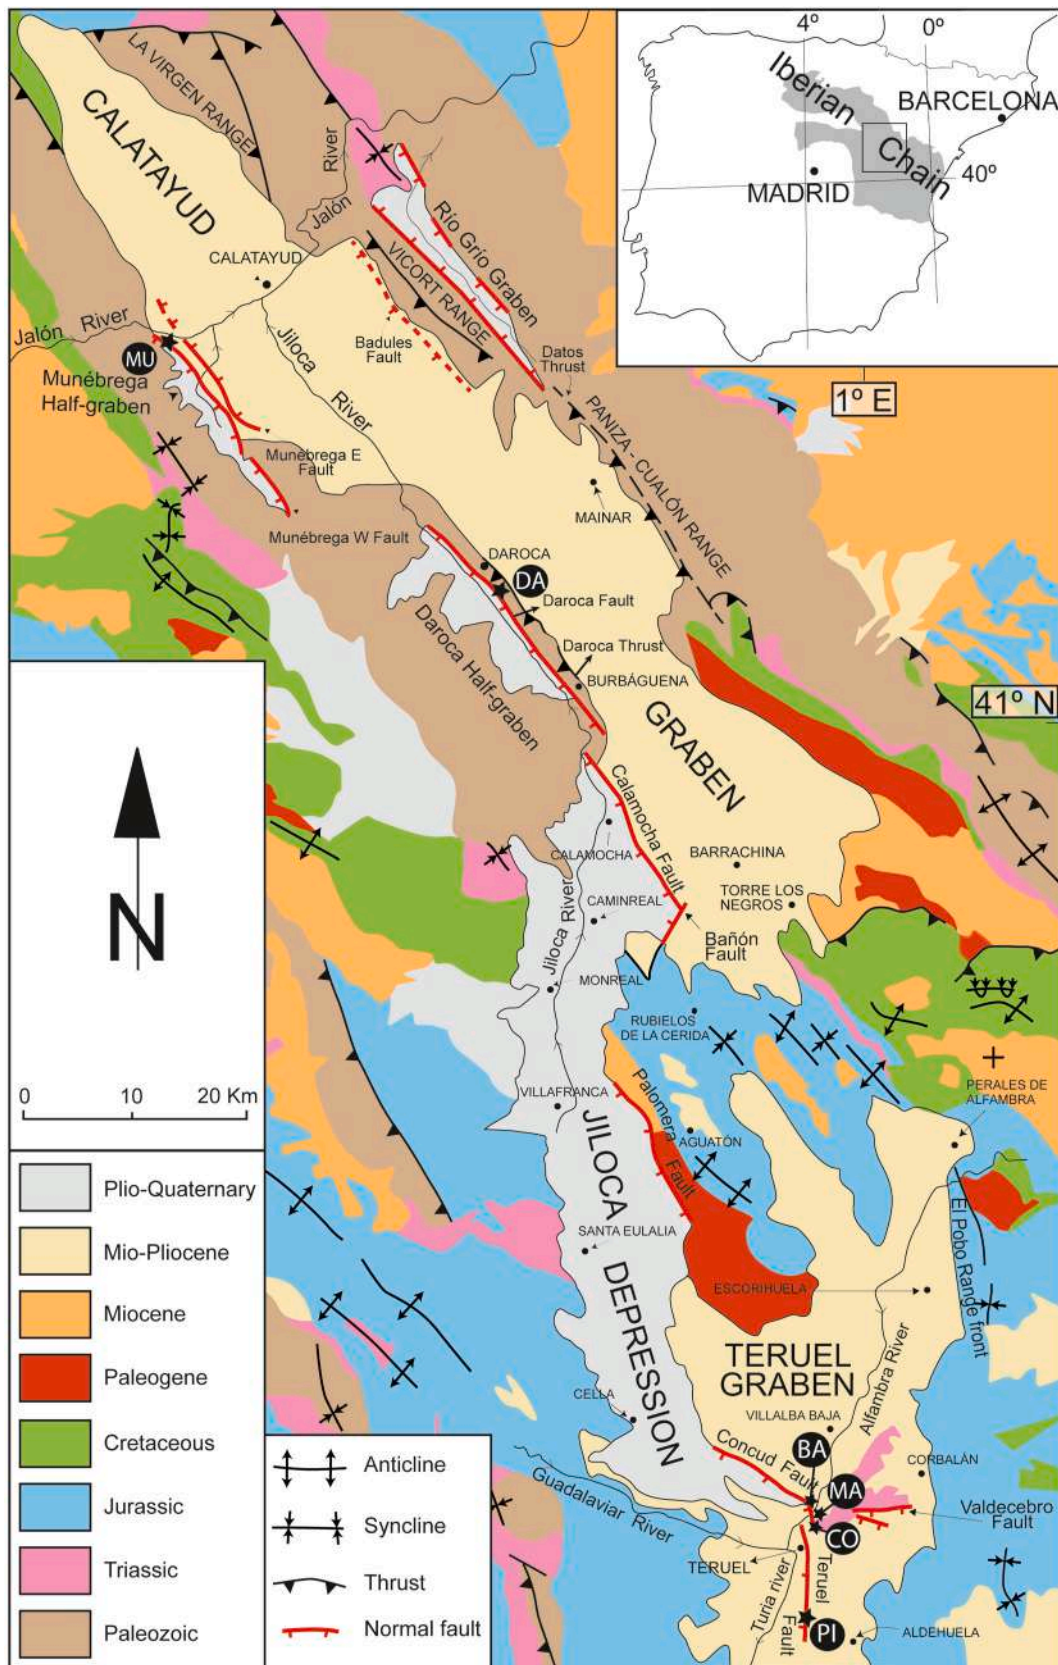 4º
0º
Iberian
Chain
BARCELONA
MADRID
40º
LA VIRGEN RANGE
CALATAYUD
River
Jalón
Río Grío Graben
VICORT RANGE
CALATAYUD
Jalón River
MU
Munébrega
Half-graben
Jiloca
River
Badules
Fault
Datos
Thrust
1º E
PANIZA - CUALÓN RANGE
Munébrega E
Fault
MAINAR
Munébrega W Fault
DAROCA
DA
Daroca Fault
Daroca Half-graben
Daroca Thrust
BURBÁGUENA
41º N
GRABEN
Calamocha Fault
CALAMOCHA
BARRACHINA
TORRE LOS
NEGROS
CAMINREAL
Bañón
Fault
Jiloca River
MONREAL
RUBIELOS
DE LA CERIDA
N
PERALES DE
ALFAMBRA
0
10
20 Km
VILLAFRANCA
Palomera
Fault
AGUATÓN
JILOCA
DEPRESSION
SANTA EULALIA
ESCORIHUELA
El Pobo Range front
TERUEL
GRABEN
Alfambra River
VILLALBA BAJA
CELLA
Concud Fault
BA
MA
CORBALÁN
Guadalaviar River
Valdecebro
Fault
CO
TERUEL
Teruel
Fault
Turia river
PI
ALDEHUELA
Plio-Quaternary
Mio-Pliocene
Miocene
Paleogene
Cretaceous
Jurassic
Triassic
Paleozoic
Anticline
Syncline
Thrust
Normal fault